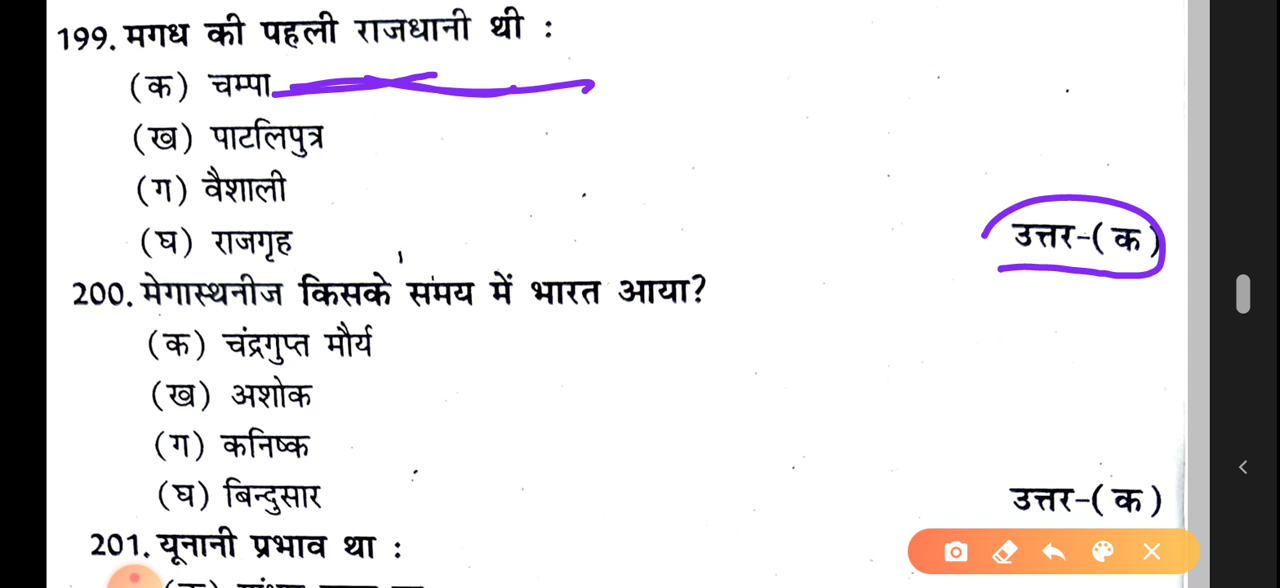 199. मगध की पहली राजधानी थी :
(क) चम्पा
(ख) पाटलिपुत्र
(ग) वैशाली
(घ) राजगृह
उत्तर-(क)
200. मेगास्थनीज किसके समय में भारत आया?
(क) चंद्रगुप्त मौर्य
(ख) अशोक
(ग) कनिष्क
(घ) बिन्दुसार
उत्तर-(क)
201. यूनानी प्रभाव था :